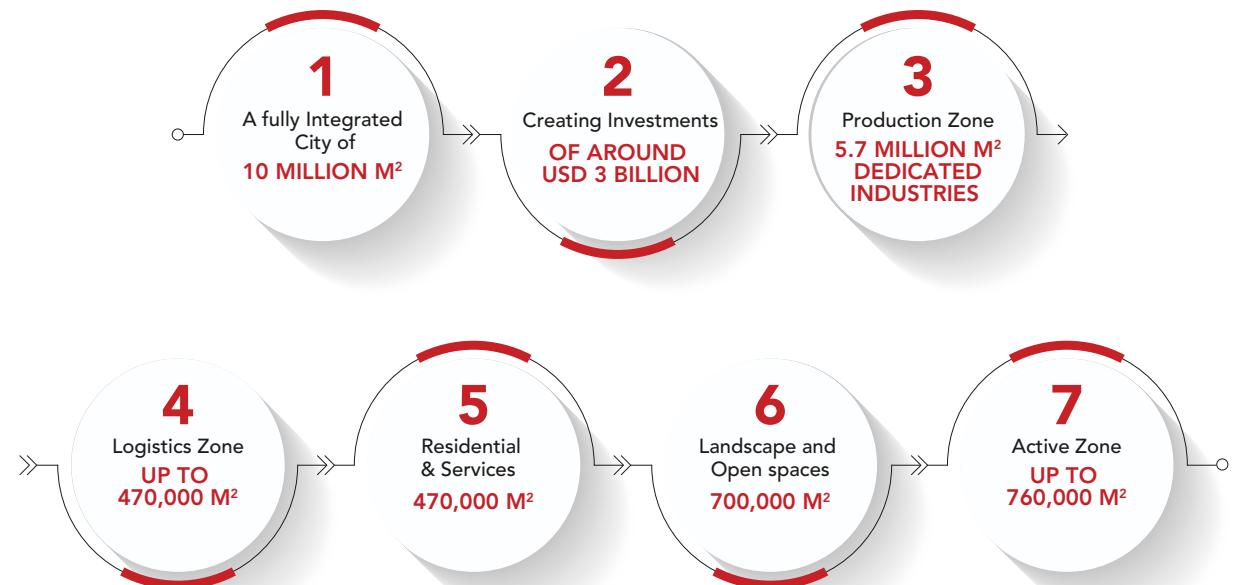 1
A fully Integrated
City of
10 MILLION M²
2
Creating Investments
OF AROUND
USD 3 BILLION
3
Production Zone
5.7 MILLION M²
DEDICATED
INDUSTRIES
4
Logistics Zone
UP TO
470,000 M²
5
Residential
& Services
470,000 M²
6
Landscape and
Open spaces
700,000 M²
7
Active Zone
UP TO
760,000 M²